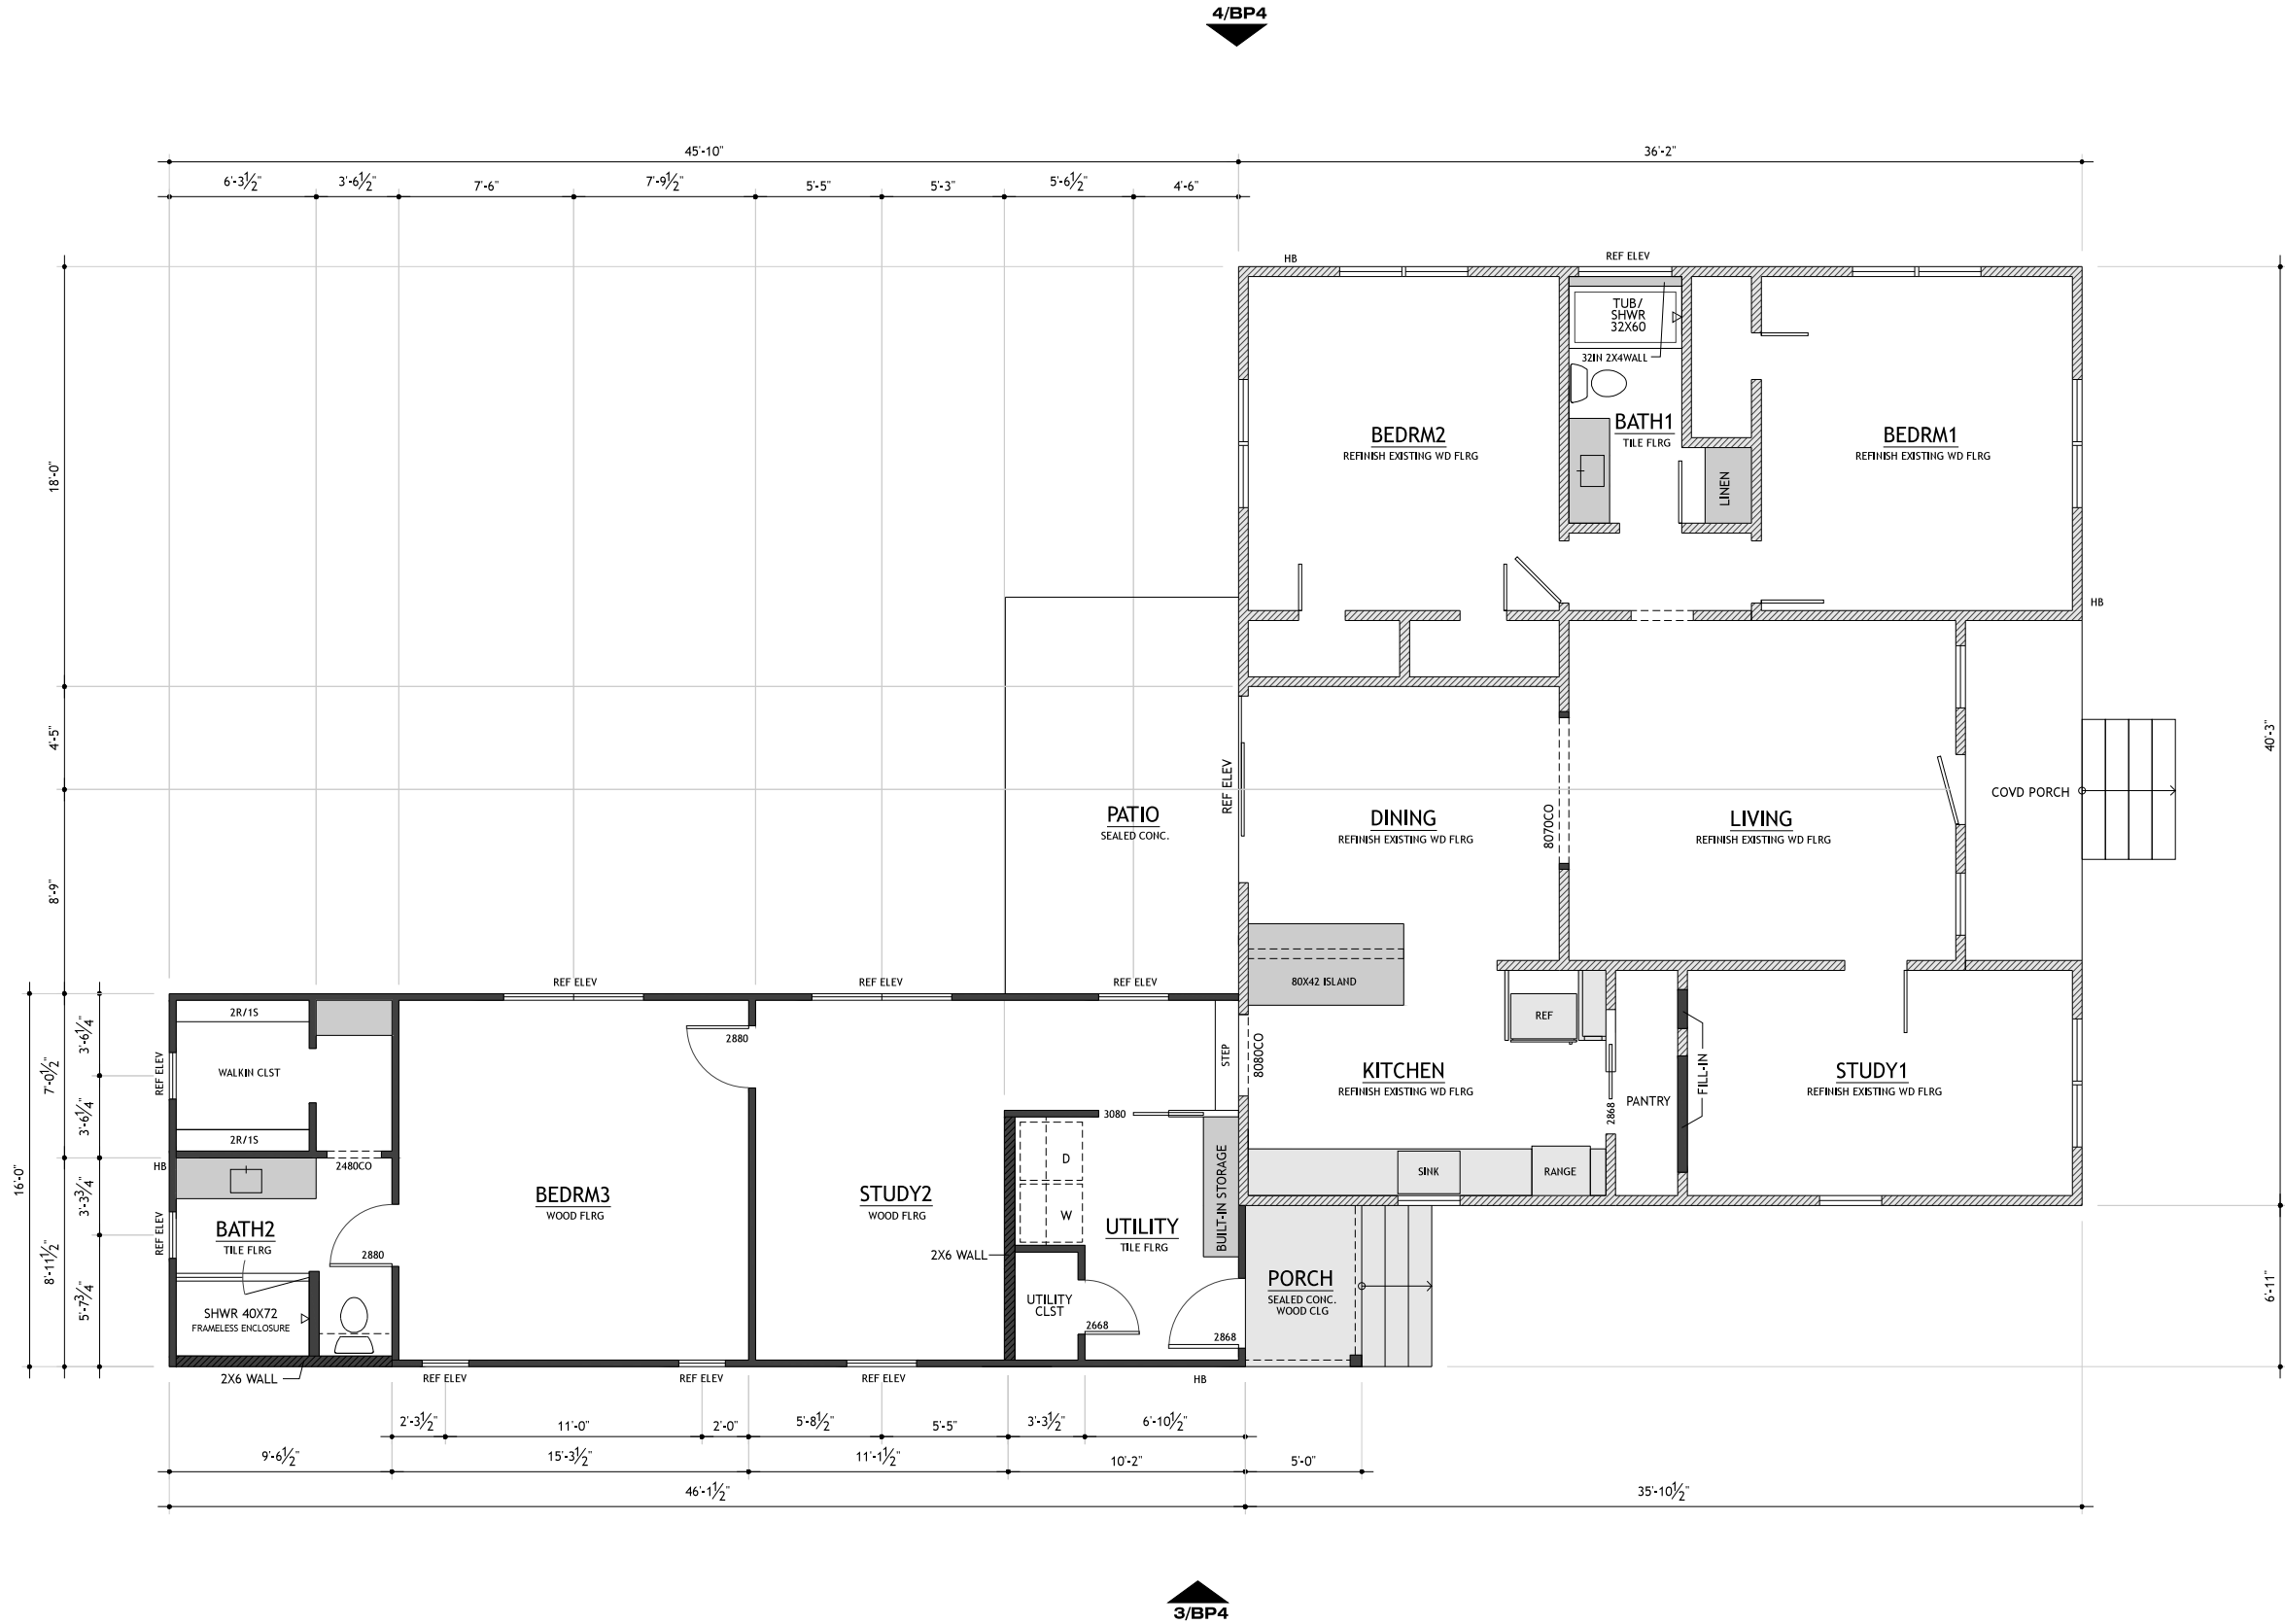 4/BP4
45'-10"
36'-2"
6'-3½"
3'-6½"
7'-6"
7'-9½"
5'-5"
5'-3"
5'-6½"
4'-6"
HB
REF ELEV
TUB/
SHWR
32X60
32IN 2X4WALL
BEDRM2
REFINISH EXISTING WD FLRG
BATH1
TILE FLRG
BEDRM1
REFINISH EXISTING WD FLRG
LINEN
18'-0"
HB
4'-5"
40'-3"
REF ELEV
COVD PORCH
PATIO
SEALED CONC.
DINING
REFINISH EXISTING WD FLRG
8070CO
LIVING
REFINISH EXISTING WD FLRG
8'-9"
REF ELEV
REF ELEV
REF ELEV
80X42 ISLAND
2R/1S
REF
3'-6¼"
2880
WALKIN CLST
REF ELEV
STEP
8080CO
KITCHEN
REFINISH EXISTING WD FLRG
FILL-IN
STUDY1
REFINISH EXISTING WD FLRG
7'-0½"
3'-6¼"
PANTRY
2868
3080
2R/1S
HB
2480CO
D
SINK
RANGE
16'-0"
3'-3¾"
BEDRM3
WOOD FLRG
STUDY2
WOOD FLRG
W
BUILT-IN STORAGE
UTILITY
TILE FLRG
BATH2
TILE FLRG
REF ELEV
2880
2X6 WALL
8'-11½"
5'-7¾"
PORCH
SEALED CONC.
WOOD CLG
6'-11"
UTILITY
CLST
SHWR 40X72
FRAMELESS ENCLOSURE
2668
2868
2X6 WALL
REF ELEV
REF ELEV
REF ELEV
HB
2'-3½"
11'-0"
2'-0"
5'-8½"
5'-5"
3'-3½"
6'-10½"
9'-6½"
15'-3½"
11'-1½"
10'-2"
5'-0"
46'-1½"
35'-10½"
3/BP4